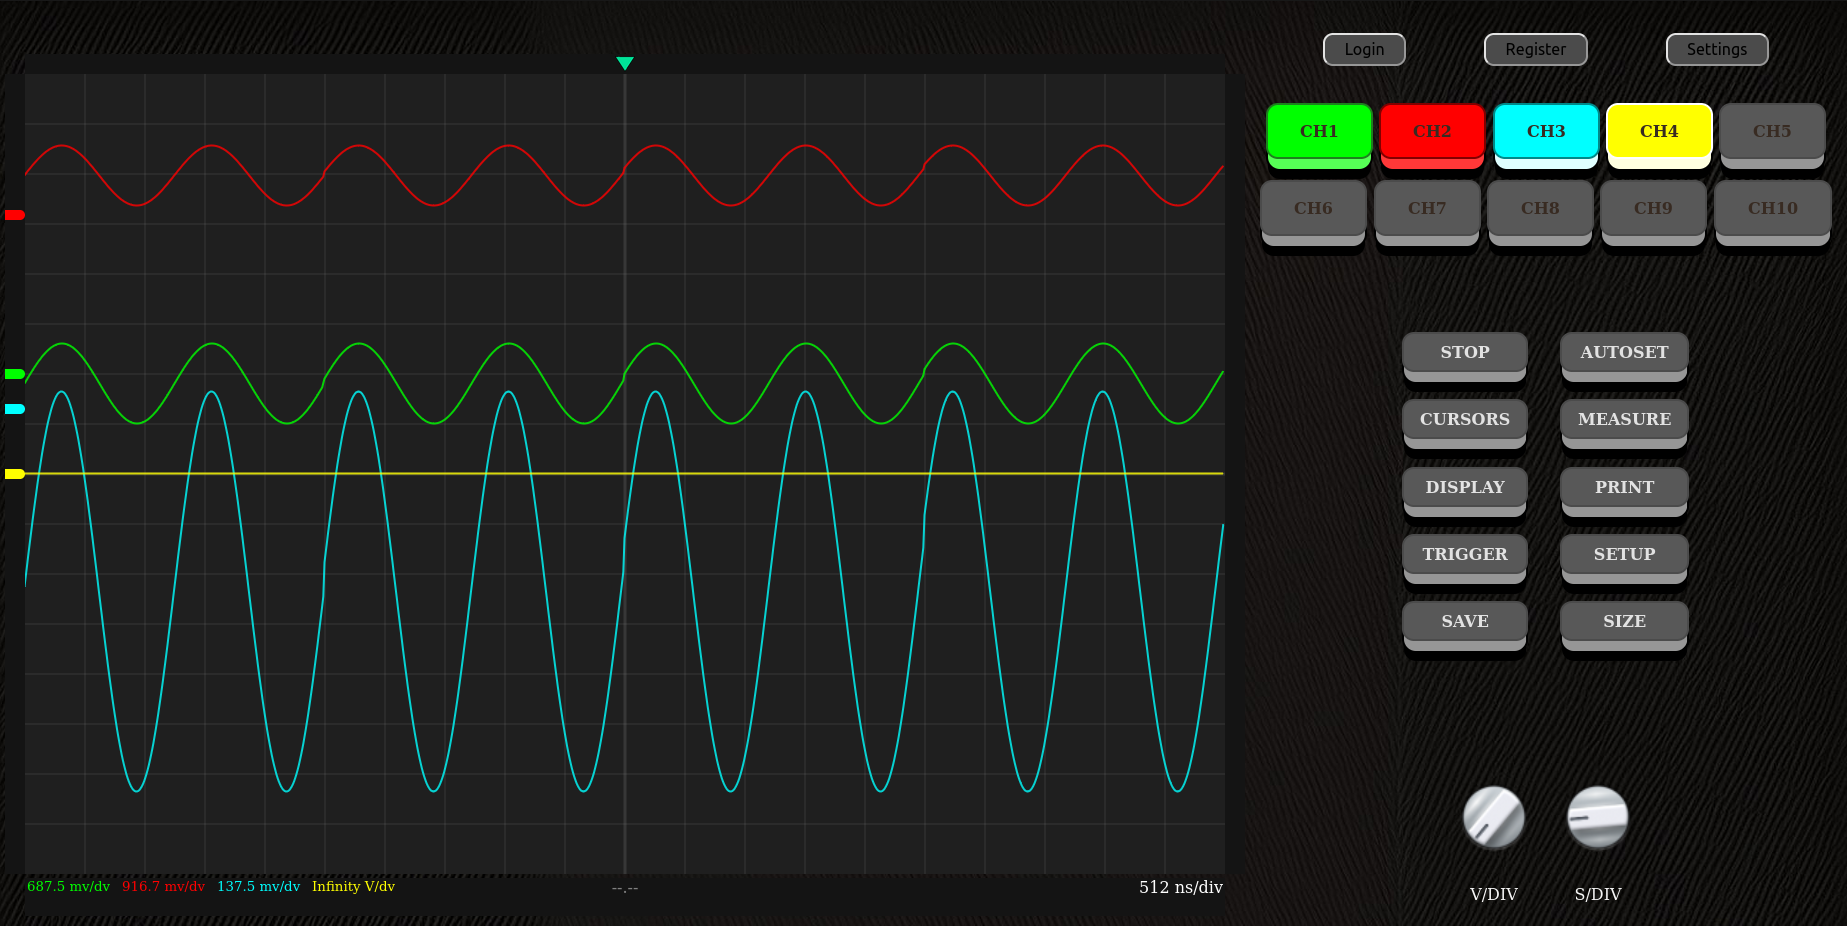 Login Register Settings
CH1 CH2 CH3 CH4 CH5
CH6 CH7 CH8 CH9 CH10
STOP AUTOSET
CURSORS MEASURE
DISPLAY PRINT
TRIGGER SETUP
SAVE SIZE
687.5 mv/dv 916.7 mv/dv 137.5 mv/dv Infinity V/dv --.-- 512 ns/div
V/DIV S/DIV